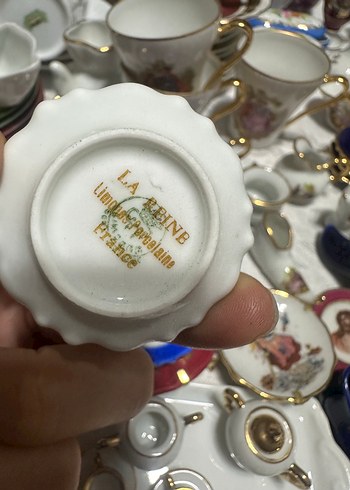 LA REINE
Limoges Porcelaine
France